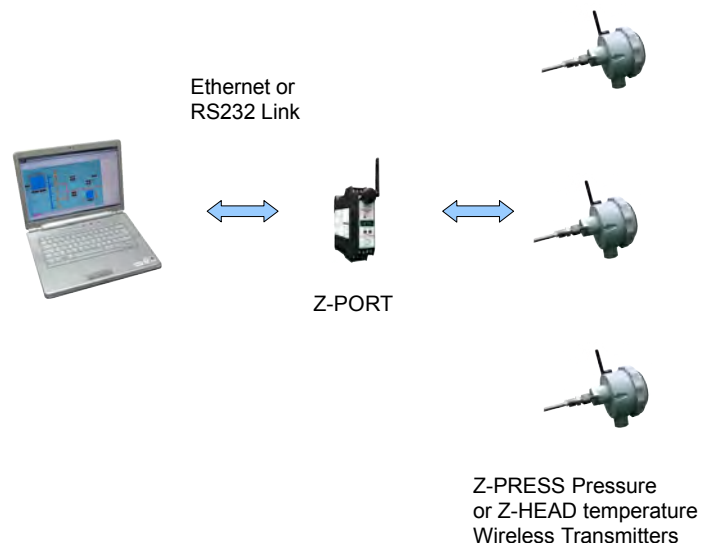 Ethernet or
RS232 Link
Z-PORT
Z-PRESS Pressure
or Z-HEAD temperature
Wireless Transmitters